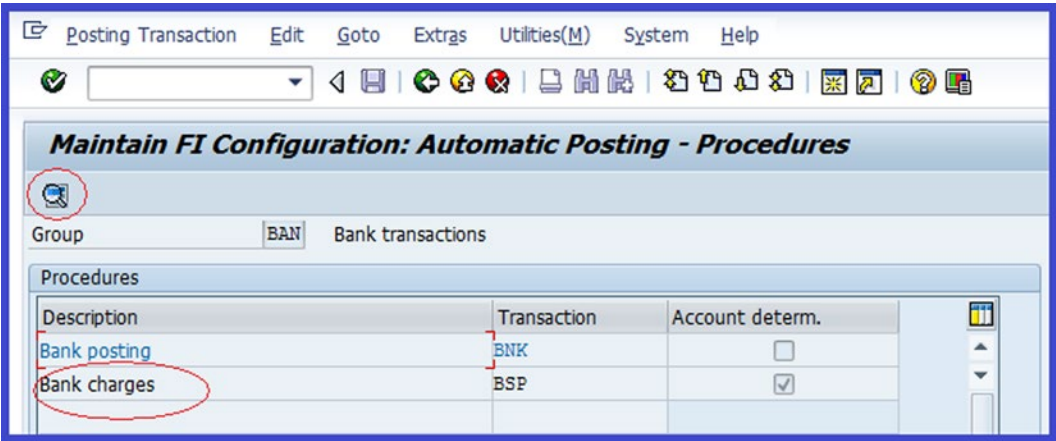 Posting Transaction Edit Goto Extras Utilities(M) System Help
Maintain FI Configuration: Automatic Posting - Procedures
Group BAN Bank transactions
Procedures
Description Transaction Account determ.
Bank posting BNK
Bank charges BSP